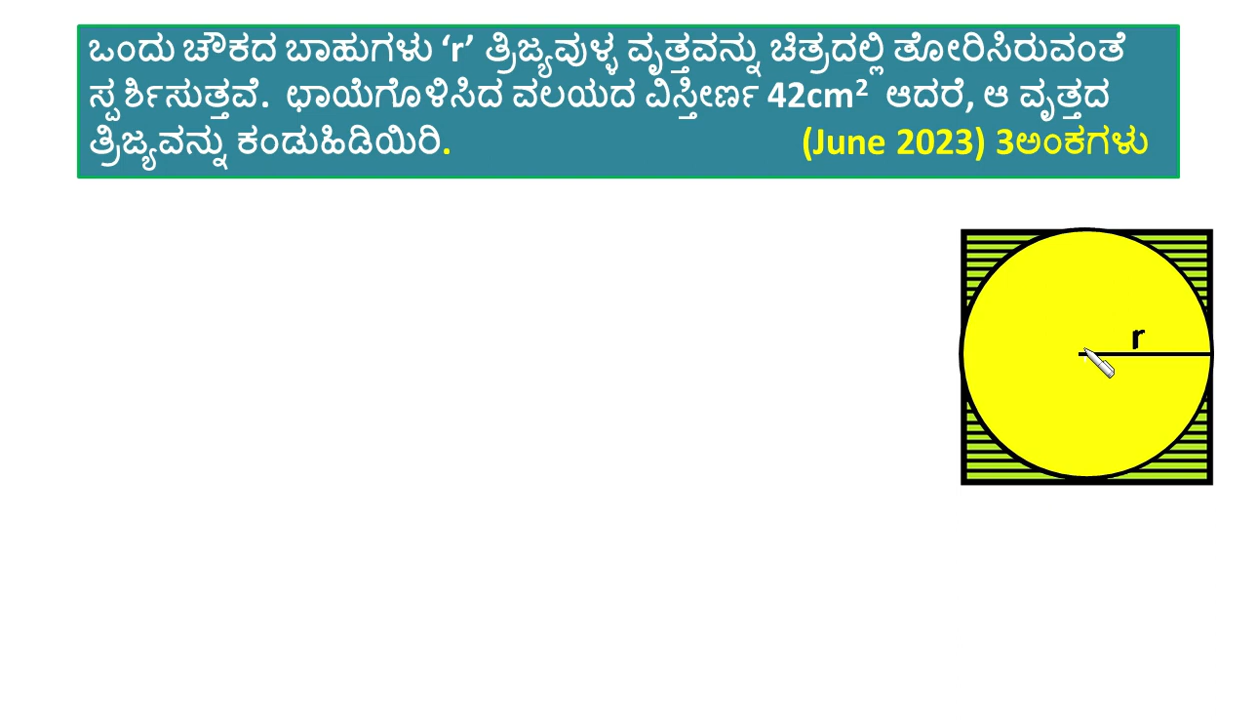 ಒಂದು ಚೌಕದ ಬಾಹುಗಳು ‘r’ ತ್ರಿಜ್ಯವುಳ್ಳ ವೃತ್ತವನ್ನು ಚಿತ್ರದಲ್ಲಿ ತೋರಿಸಿರುವಂತೆ
ಸ್ಪರ್ಶಿಸುತ್ತವೆ. ಛಾಯೆಗೊಳಿಸಿದ ವಲಯದ ವಿಸ್ತೀರ್ಣ 42cm² ಆದರೆ, ಆ ವೃತ್ತದ
ತ್ರಿಜ್ಯವನ್ನು ಕಂಡುಹಿಡಿಯಿರಿ. (June 2023) 3ಅಂಕಗಳು
r